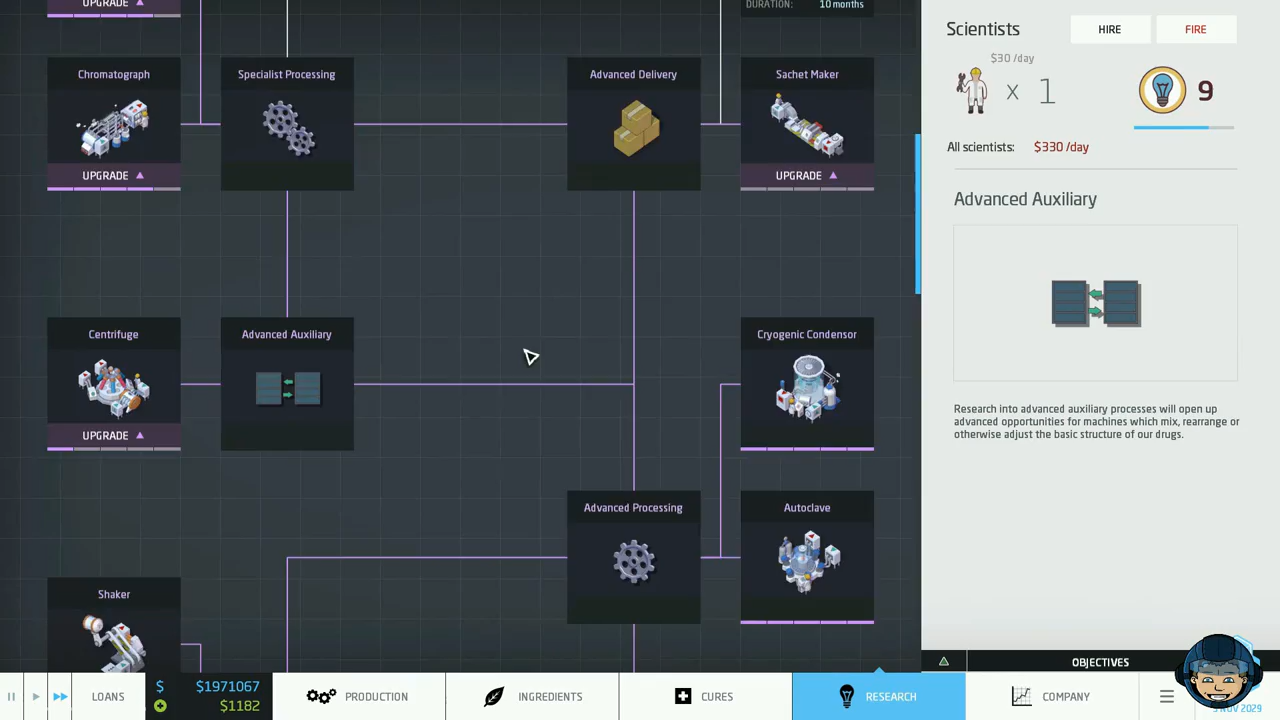 UPGRADE
DURATION: 10 months
Chromatograph
UPGRADE
Specialist Processing
Advanced Delivery
Sachet Maker
UPGRADE
Centrifuge
UPGRADE
Advanced Auxiliary
Cryogenic Condensor
Advanced Processing
Autoclave
Shaker
Scientists
HIRE
FIRE
$30 /day
X 1
9
All scientists: $330 /day
Advanced Auxiliary
Research into advanced auxiliary processes will open up
advanced opportunities for machines which mix, rearrange or
otherwise adjust the basic structure of our drugs.
OBJECTIVES
LOANS
$ $1971067
$1182
PRODUCTION
INGREDIENTS
CURES
RESEARCH
COMPANY
NOV 2029